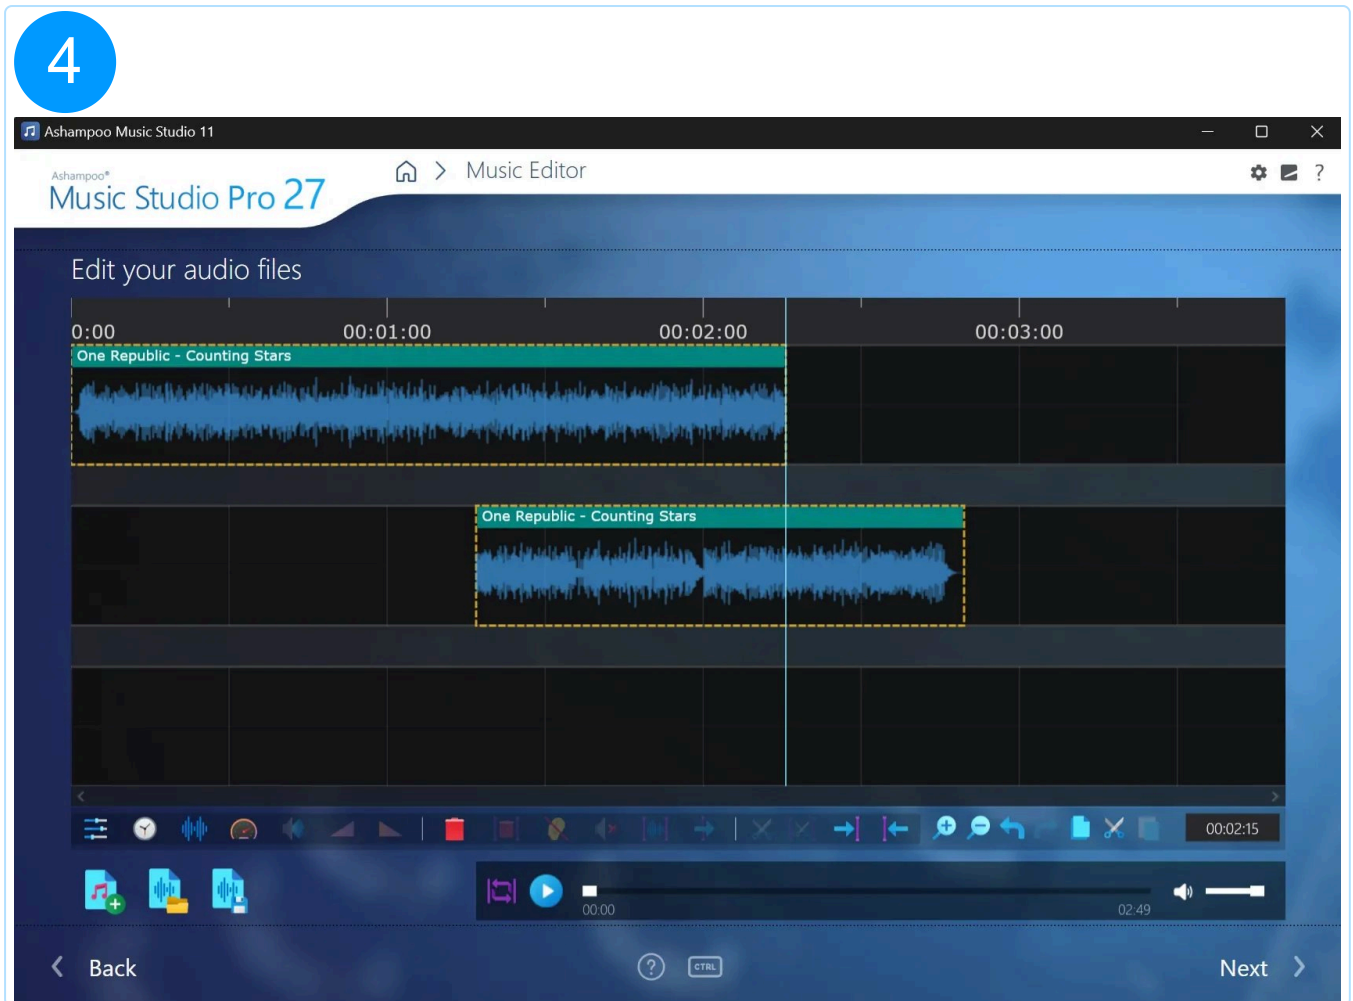 4
Ashampoo Music Studio 11
Ashampoo®
Music Studio Pro 27
Music Editor
?
Edit your audio files
0:00 00:01:00 00:02:00 00:03:00
One Republic - Counting Stars
One Republic - Counting Stars
00:02:15
00:00 02:49
Back
?
CTRL
Next